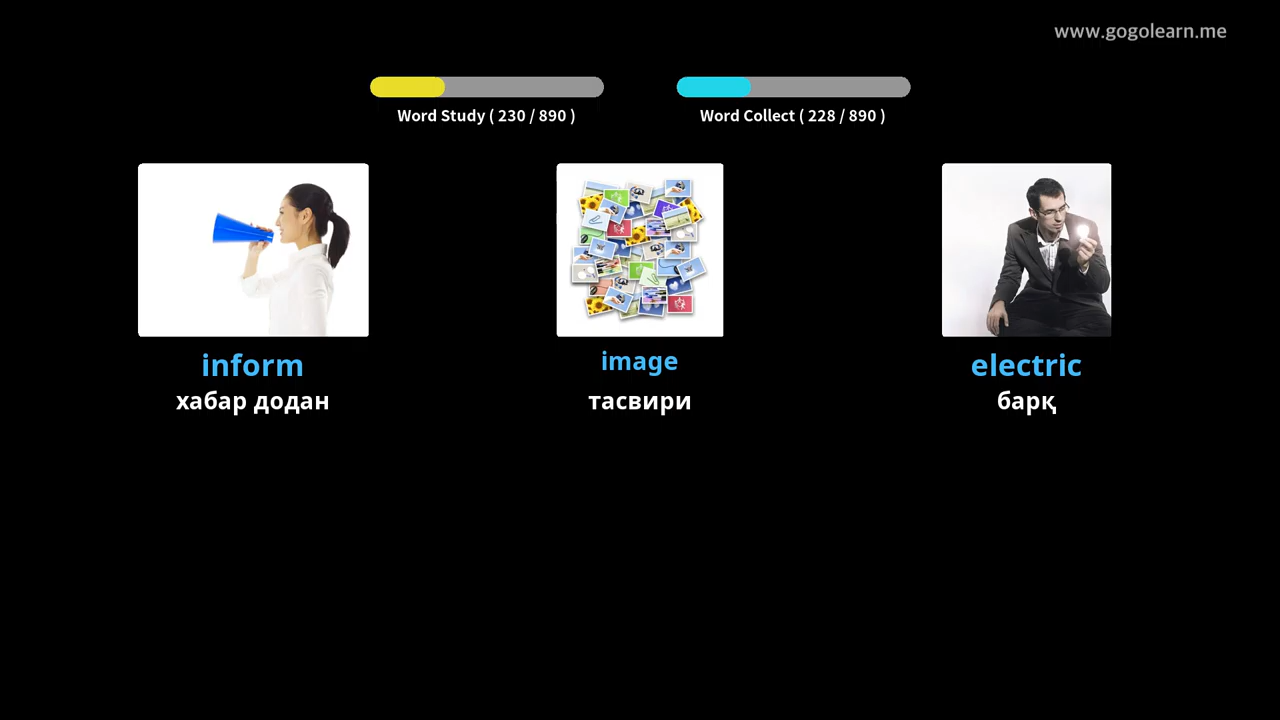 www.gogolearn.me
Word Study ( 230 / 890 )
Word Collect ( 228 / 890 )
inform
image
electric
хабар додан
тасвири
барқ